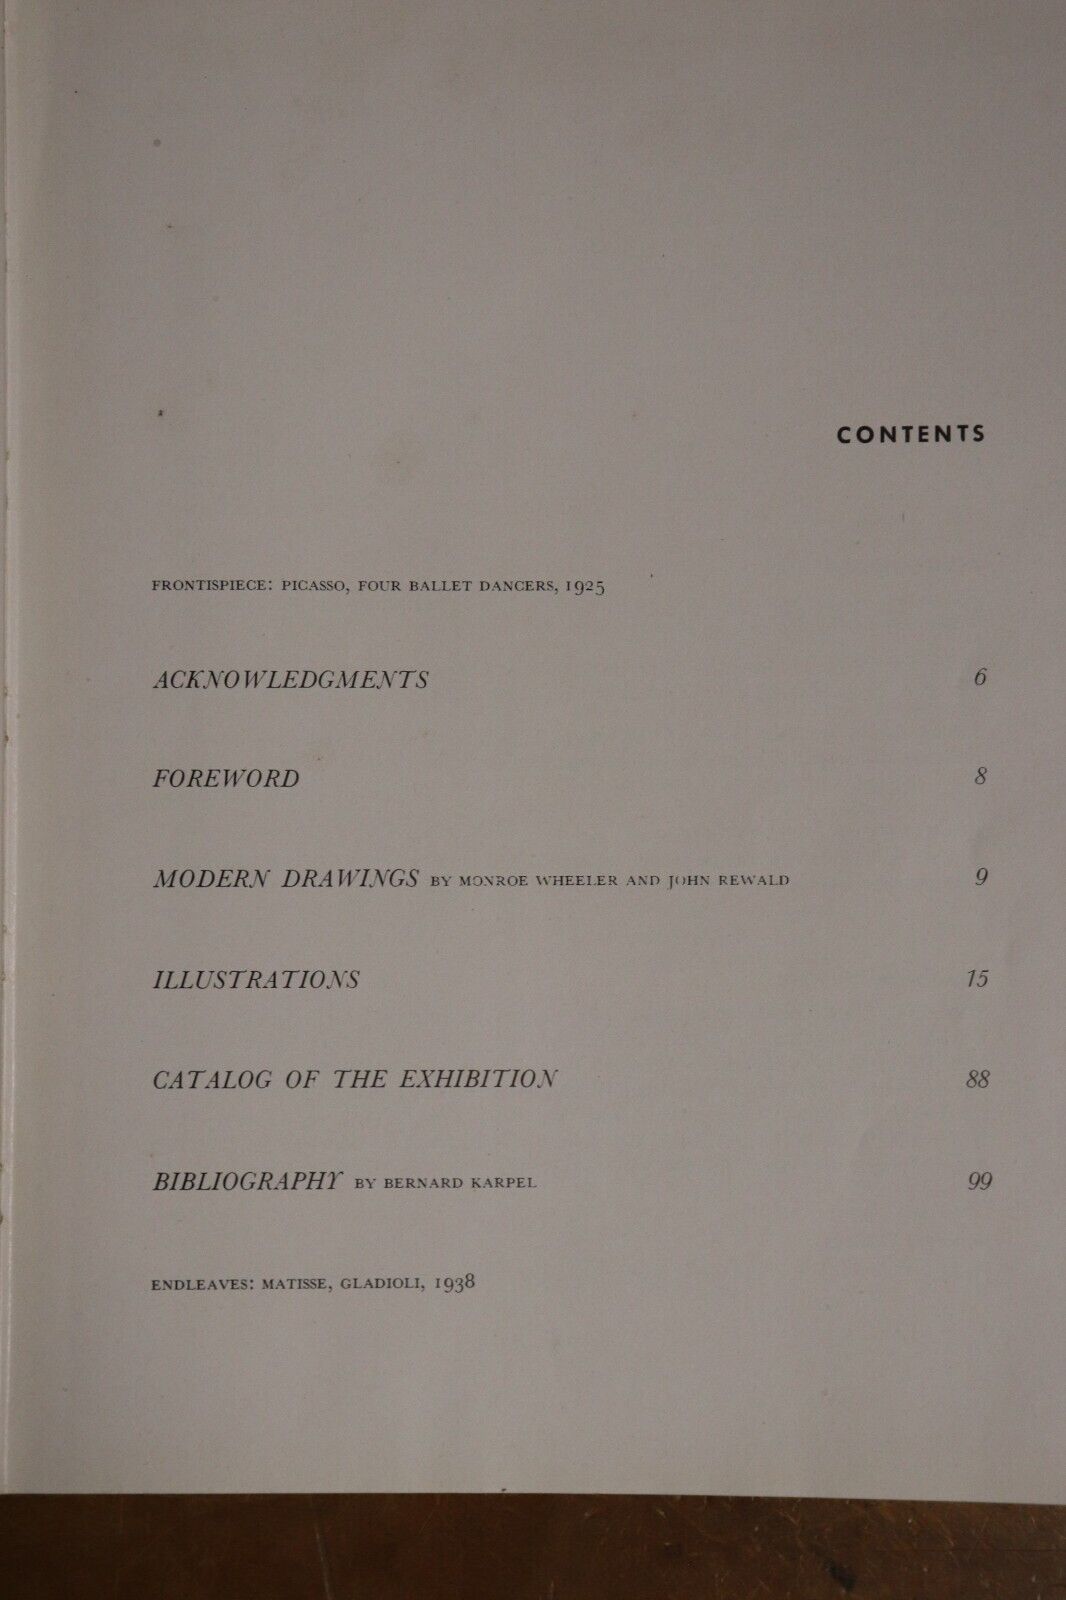 CONTENTS
FRONTISPIECE: PICASSO, FOUR BALLET DANCERS, 1925
ACKNOWLEDGMENTS 6
FOREWORD 8
MODERN DRAWINGS BY MONROE WHEELER AND JOHN REWALD 9
ILLUSTRATIONS 15
CATALOG OF THE EXHIBITION 88
BIBLIOGRAPHY BY BERNARD KARPEL 99
ENDLEAVES: MATISSE, GLADIOLI, 1938